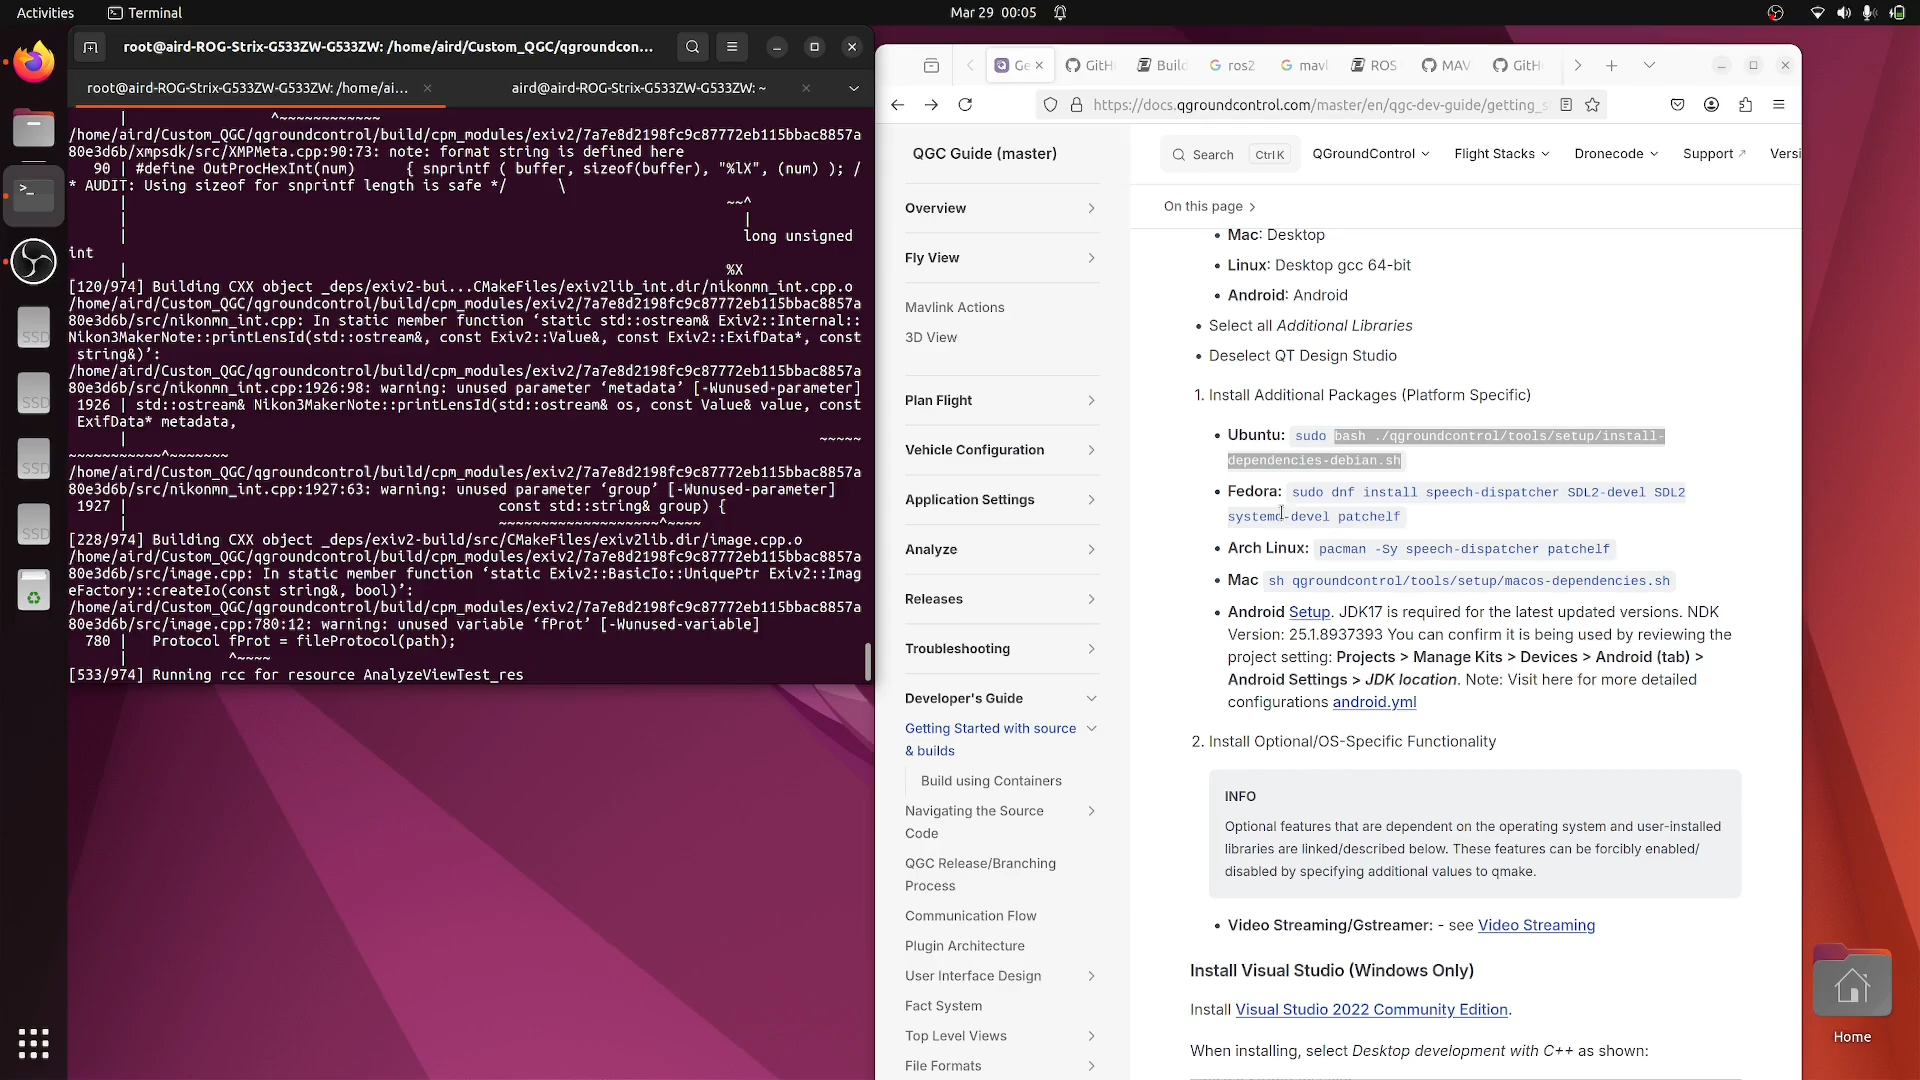 Activities
Terminal
Mar 29 00:05
root@aird-ROG-Strix-G533ZW-G533ZW: /home/aird/Custom_QGC/qgroundcon...
root@aird-ROG-Strix-G533ZW-G533ZW: /home/ai...
aird@aird-ROG-Strix-G533ZW-G533ZW: ~
| ^~~~~~~~~~~~~
/home/aird/Custom_QGC/qgroundcontrol/build/cpm_modules/exiv2/7a7e8d2198fc9c87772eb115bbac8857a
80e3d6b/xmpsdk/src/XMPMeta.cpp:90:73: note: format string is defined here
90 | #define OutProcHexInt(num) { snprintf ( buffer, sizeof(buffer), "%lX", (num) ); /
* AUDIT: Using sizeof for snprintf length is safe */ \
| ~~^
| |
| long unsigned
int
| %X
[120/974] Building CXX object _deps/exiv2-bui...CMakeFiles/exiv2lib_int.dir/nikonmn_int.cpp.o
/home/aird/Custom_QGC/qgroundcontrol/build/cpm_modules/exiv2/7a7e8d2198fc9c87772eb115bbac8857a
80e3d6b/src/nikonmn_int.cpp: In static member function ‘static std::ostream& Exiv2::Internal::
Nikon3MakerNote::printLensId(std::ostream&, const Exiv2::Value&, const Exiv2::ExifData*, const
string&)’:
/home/aird/Custom_QGC/qgroundcontrol/build/cpm_modules/exiv2/7a7e8d2198fc9c87772eb115bbac8857a
80e3d6b/src/nikonmn_int.cpp:1926:98: warning: unused parameter ‘metadata’ [-Wunused-parameter]
1926 | std::ostream& Nikon3MakerNote::printLensId(std::ostream& os, const Value& value, const
ExifData* metadata,
| ~~~~~
~~~~~~~~~~~^~~~~~~~
/home/aird/Custom_QGC/qgroundcontrol/build/cpm_modules/exiv2/7a7e8d2198fc9c87772eb115bbac8857a
80e3d6b/src/nikonmn_int.cpp:1927:63: warning: unused parameter ‘group’ [-Wunused-parameter]
1927 | const std::string& group) {
| ~~~~~~~~~~~~~~~~~~~^~~~~
[228/974] Building CXX object _deps/exiv2-build/src/CMakeFiles/exiv2lib.dir/image.cpp.o
/home/aird/Custom_QGC/qgroundcontrol/build/cpm_modules/exiv2/7a7e8d2198fc9c87772eb115bbac8857a
80e3d6b/src/image.cpp: In static member function ‘static Exiv2::BasicIo::UniquePtr Exiv2::Imag
eFactory::createIo(const string&, bool)’:
/home/aird/Custom_QGC/qgroundcontrol/build/cpm_modules/exiv2/7a7e8d2198fc9c87772eb115bbac8857a
80e3d6b/src/image.cpp:780:12: warning: unused variable ‘fProt’ [-Wunused-variable]
780 | Protocol fProt = fileProtocol(path);
| ^~~~~
[533/974] Running rcc for resource AnalyzeViewTest_res
SSD
SSD
SSD
SSD
Ge
GitH
Build
ros2
mavl
ROS
MAV
GitH
https://docs.qgroundcontrol.com/master/en/qgc-dev-guide/getting_s
QGC Guide (master)
Search Ctrl K
QGroundControl
Flight Stacks
Dronecode
Support
Versi
Overview
Fly View
Mavlink Actions
3D View
Plan Flight
Vehicle Configuration
Application Settings
Analyze
Releases
Troubleshooting
Developer's Guide
Getting Started with source
& builds
Build using Containers
Navigating the Source
Code
QGC Release/Branching
Process
Communication Flow
Plugin Architecture
User Interface Design
Fact System
Top Level Views
File Formats
On this page
• Mac: Desktop
• Linux: Desktop gcc 64-bit
• Android: Android
• Select all Additional Libraries
• Deselect QT Design Studio
1. Install Additional Packages (Platform Specific)
• Ubuntu: sudo bash ./qgroundcontrol/tools/setup/install-
dependencies-debian.sh
• Fedora: sudo dnf install speech-dispatcher SDL2-devel SDL2
systemd-devel patchelf
• Arch Linux: pacman -Sy speech-dispatcher patchelf
• Mac sh qgroundcontrol/tools/setup/macos-dependencies.sh
• Android Setup. JDK17 is required for the latest updated versions. NDK
Version: 25.1.8937393 You can confirm it is being used by reviewing the
project setting: Projects > Manage Kits > Devices > Android (tab) >
Android Settings > JDK location. Note: Visit here for more detailed
configurations android.yml
2. Install Optional/OS-Specific Functionality
INFO
Optional features that are dependent on the operating system and user-installed
libraries are linked/described below. These features can be forcibly enabled/
disabled by specifying additional values to qmake.
• Video Streaming/Gstreamer: - see Video Streaming
Install Visual Studio (Windows Only)
Install Visual Studio 2022 Community Edition.
When installing, select Desktop development with C++ as shown:
Home